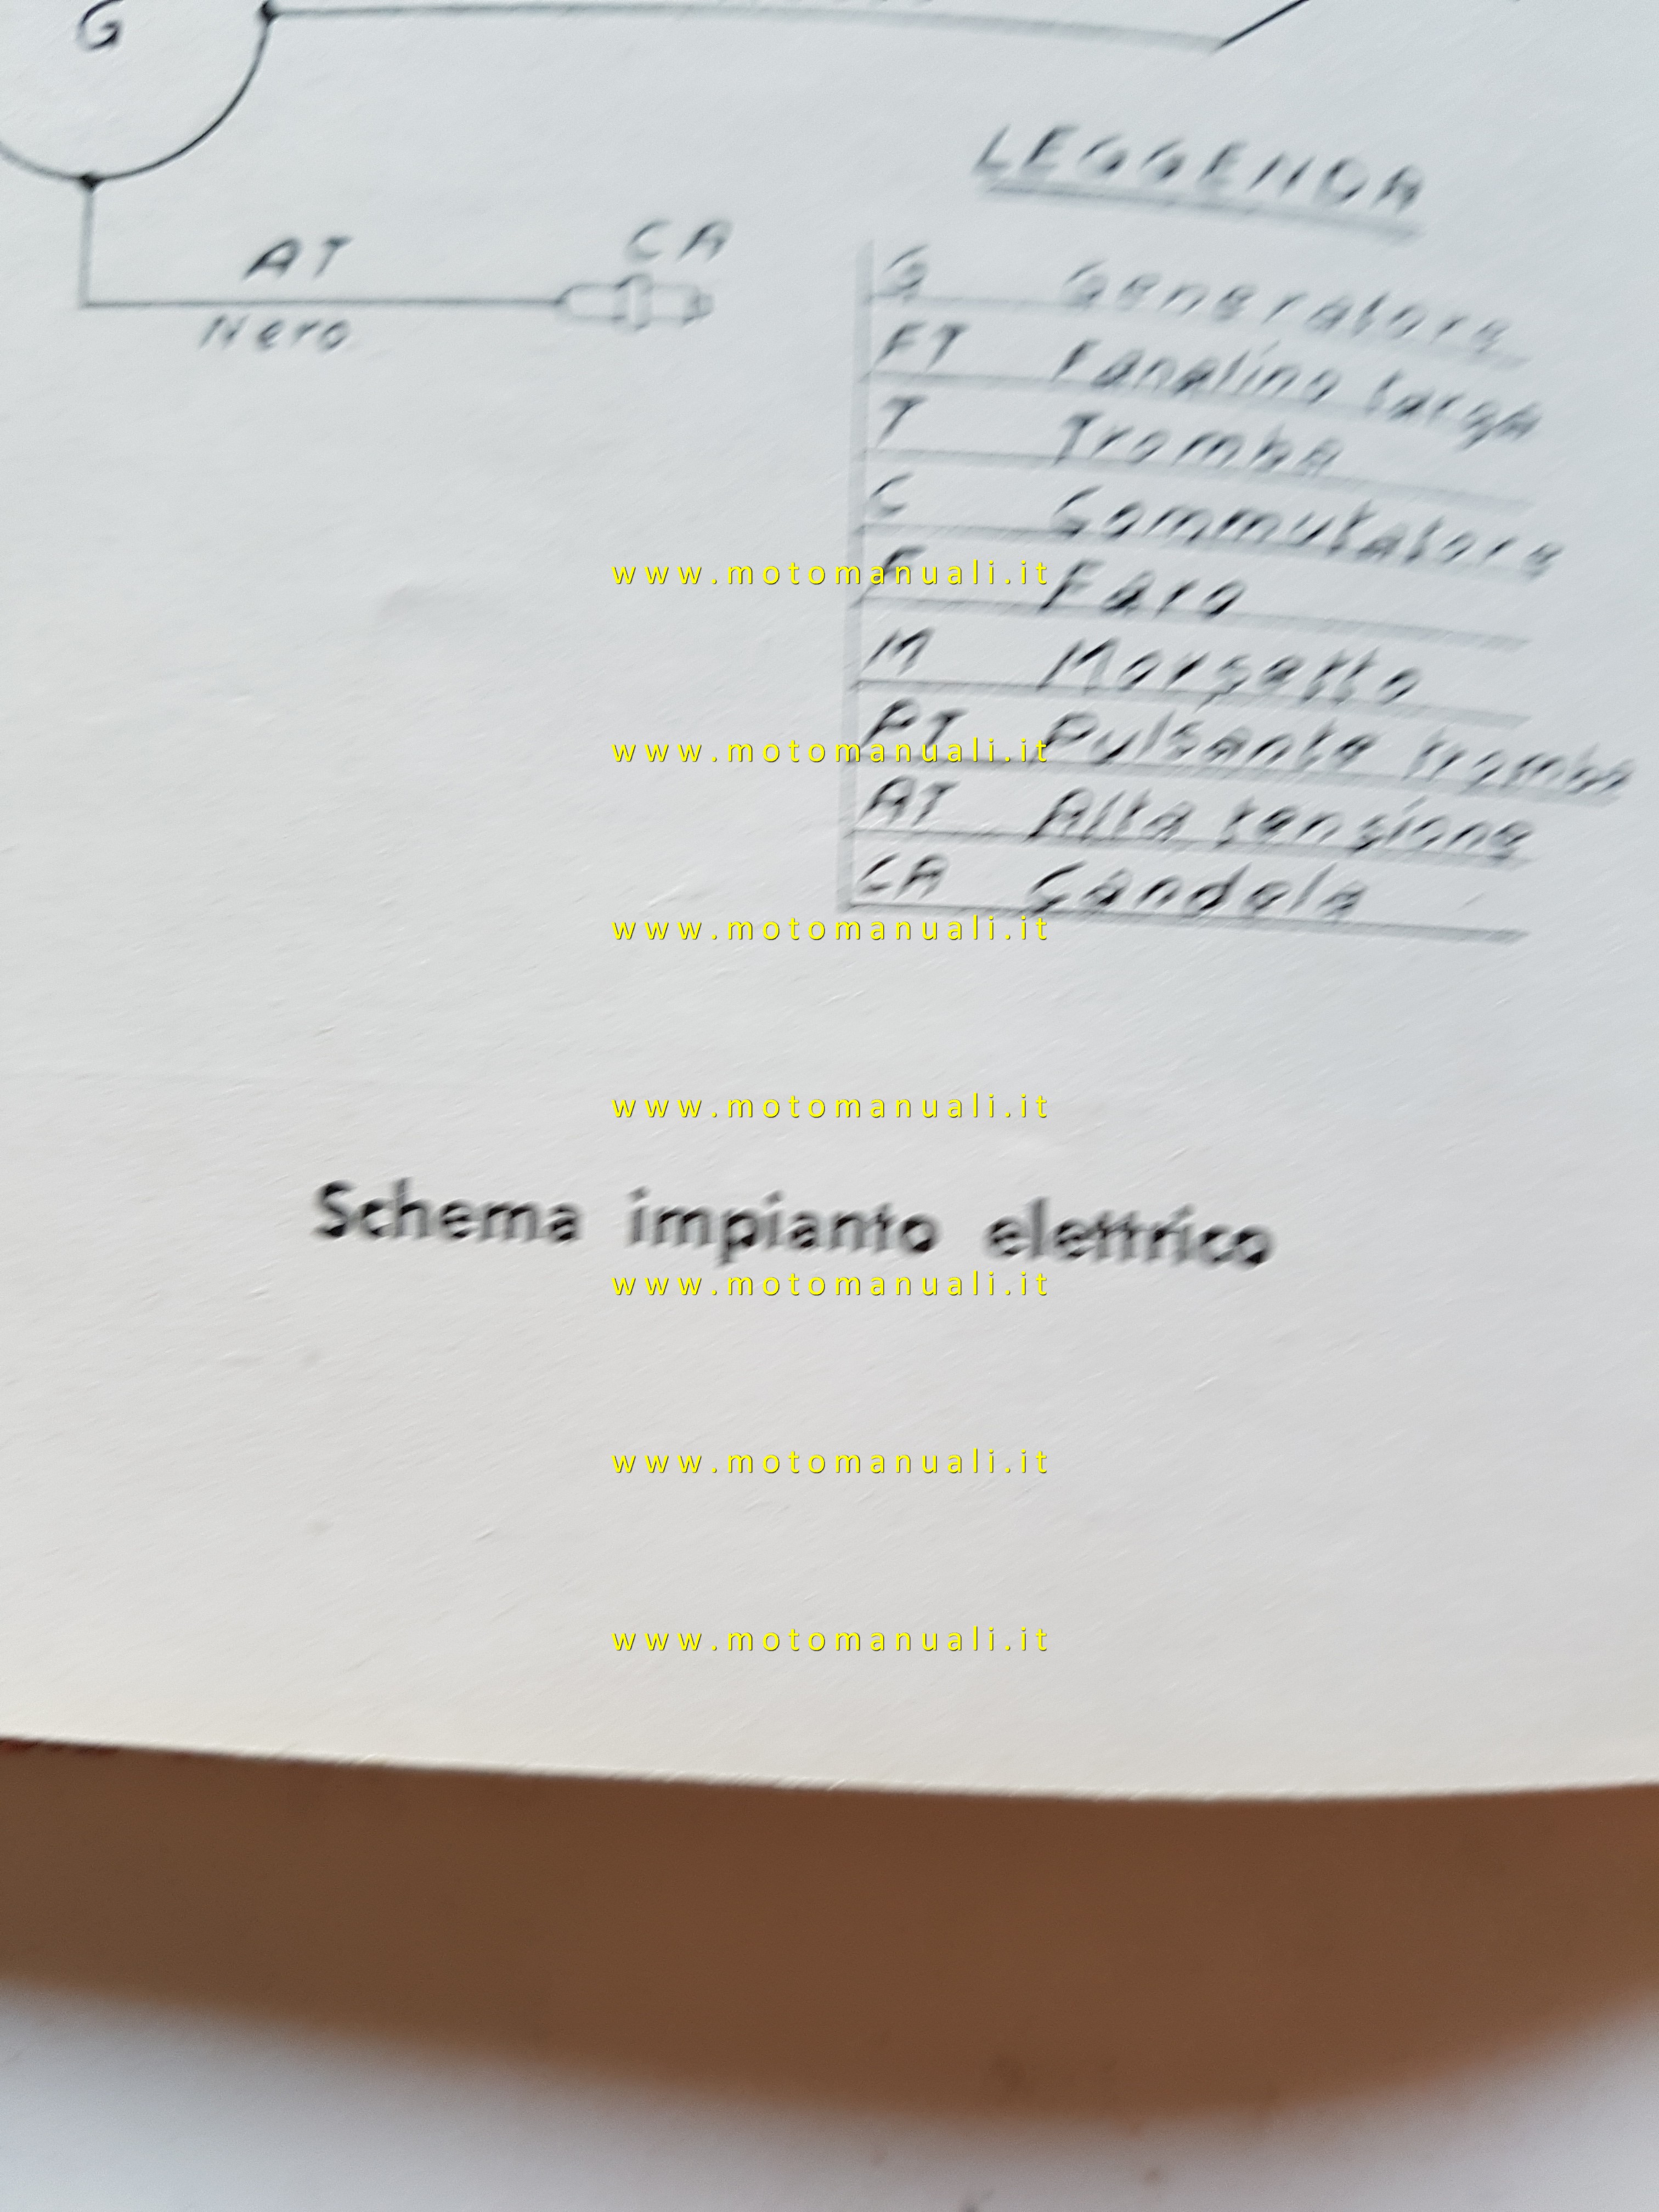 G
LEGGENDA
AT
CA
Nero
G Generatore
FT Fanalino targa
T Tromba
C Commutatore
F Faro
M Morsetto
PT Pulsante tromba
AT Alta tensione
CA Candela
www.motomanuali.it
www.motomanuali.it
www.motomanuali.it
www.motomanuali.it
Schema impianto elettrico
www.motomanuali.it
www.motomanuali.it
www.motomanuali.it